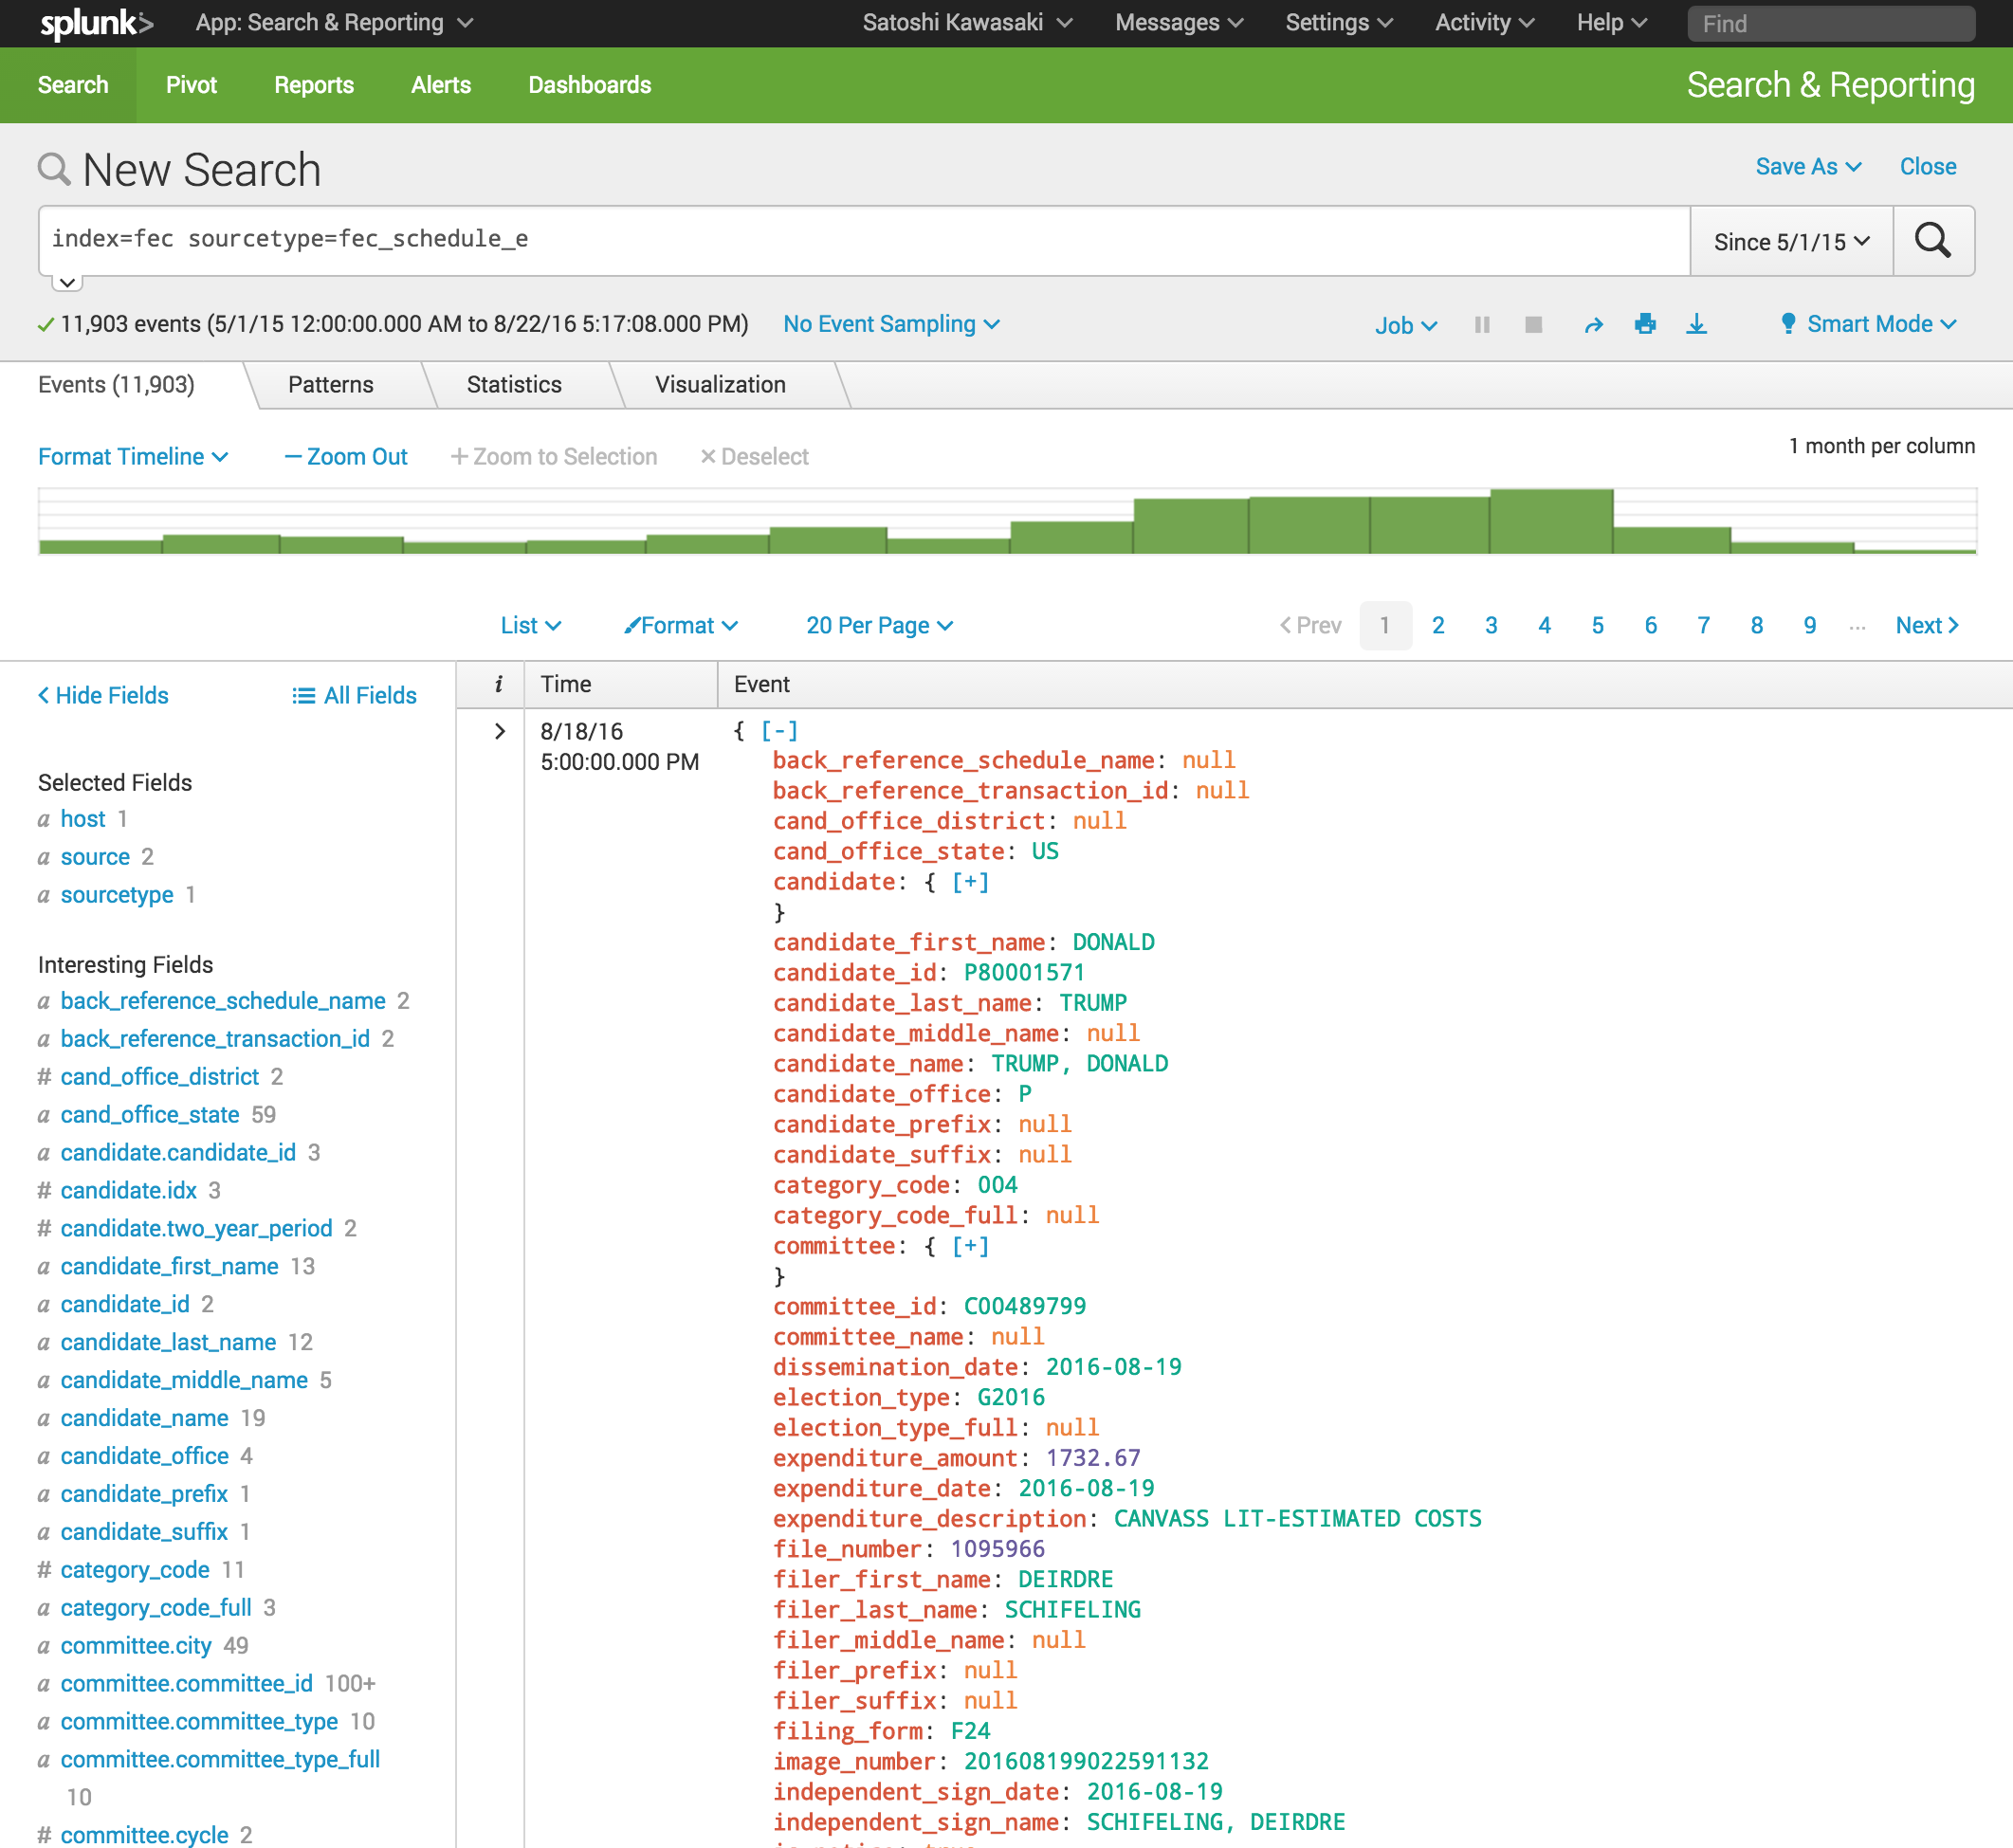 splunk> App: Search & Reporting Satoshi Kawasaki Messages Settings Activity Help Find
Search Pivot Reports Alerts Dashboards Search & Reporting
New Search Save As Close
index=fec sourcetype=fec_schedule_e Since 5/1/15
11,903 events (5/1/15 12:00:00.000 AM to 8/22/16 5:17:08.000 PM) No Event Sampling Job Smart Mode
Events (11,903) Patterns Statistics Visualization
Format Timeline — Zoom Out + Zoom to Selection × Deselect 1 month per column
List Format 20 Per Page < Prev 1 2 3 4 5 6 7 8 9 ... Next >
< Hide Fields All Fields
Selected Fields
a host 1
a source 2
a sourcetype 1
Interesting Fields
a back_reference_schedule_name 2
a back_reference_transaction_id 2
# cand_office_district 2
a cand_office_state 59
a candidate.candidate_id 3
# candidate.idx 3
# candidate.two_year_period 2
a candidate_first_name 13
a candidate_id 2
a candidate_last_name 12
a candidate_middle_name 5
a candidate_name 19
a candidate_office 4
a candidate_prefix 1
a candidate_suffix 1
# category_code 11
a category_code_full 3
a committee.city 49
a committee.committee_id 100+
a committee.committee_type 10
a committee.committee_type_full
10
# committee.cycle 2
i Time Event
> 8/18/16
5:00:00.000 PM
{ [-]
back_reference_schedule_name: null
back_reference_transaction_id: null
cand_office_district: null
cand_office_state: US
candidate: { [+]
}
candidate_first_name: DONALD
candidate_id: P80001571
candidate_last_name: TRUMP
candidate_middle_name: null
candidate_name: TRUMP, DONALD
candidate_office: P
candidate_prefix: null
candidate_suffix: null
category_code: 004
category_code_full: null
committee: { [+]
}
committee_id: C00489799
committee_name: null
dissemination_date: 2016-08-19
election_type: G2016
election_type_full: null
expenditure_amount: 1732.67
expenditure_date: 2016-08-19
expenditure_description: CANVASS LIT-ESTIMATED COSTS
file_number: 1095966
filer_first_name: DEIRDRE
filer_last_name: SCHIFELING
filer_middle_name: null
filer_prefix: null
filer_suffix: null
filing_form: F24
image_number: 201608199022591132
independent_sign_date: 2016-08-19
independent_sign_name: SCHIFELING, DEIRDRE